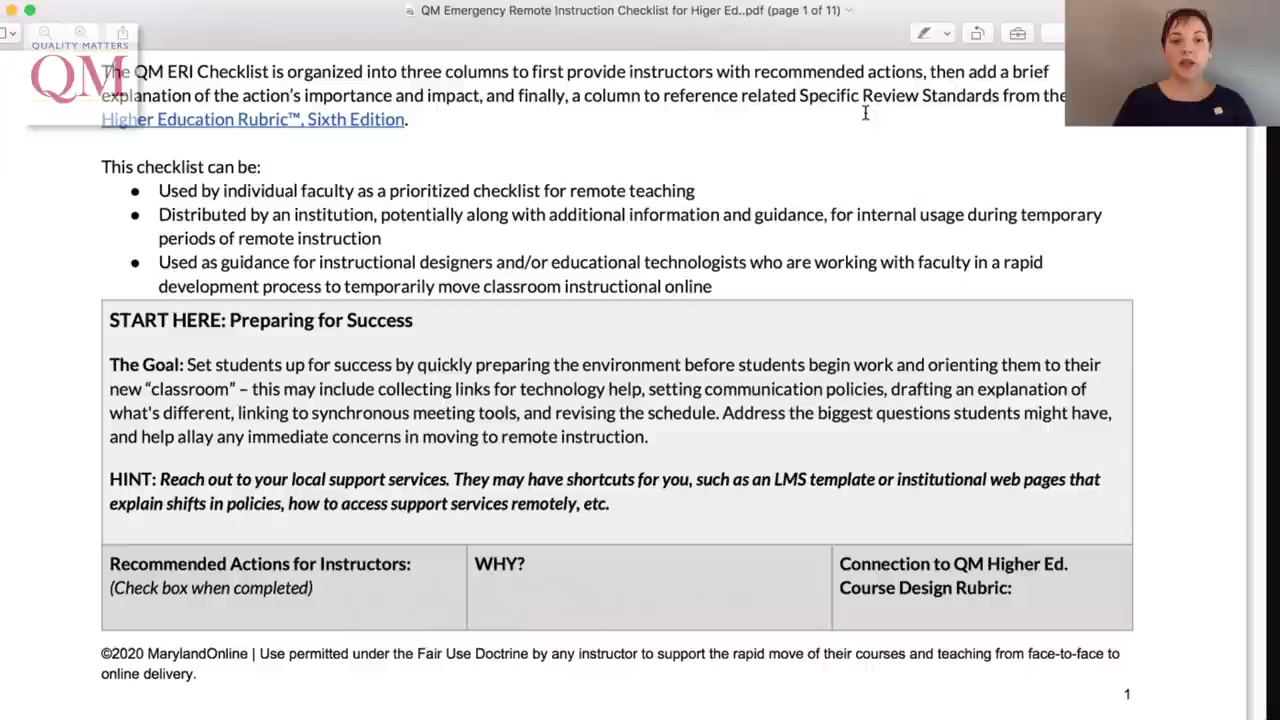 QM Emergency Remote Instruction Checklist for Higer Ed..pdf (page 1 of 11)
QUALITY MATTERS
QM
The QM ERI Checklist is organized into three columns to first provide instructors with recommended actions, then add a brief
explanation of the action's importance and impact, and finally, a column to reference related Specific Review Standards from the
Higher Education Rubric™, Sixth Edition.
This checklist can be:
● Used by individual faculty as a prioritized checklist for remote teaching
● Distributed by an institution, potentially along with additional information and guidance, for internal usage during temporary
periods of remote instruction
● Used as guidance for instructional designers and/or educational technologists who are working with faculty in a rapid
development process to temporarily move classroom instructional online
START HERE: Preparing for Success
The Goal: Set students up for success by quickly preparing the environment before students begin work and orienting them to their
new “classroom” – this may include collecting links for technology help, setting communication policies, drafting an explanation of
what's different, linking to synchronous meeting tools, and revising the schedule. Address the biggest questions students might have,
and help allay any immediate concerns in moving to remote instruction.
HINT: Reach out to your local support services. They may have shortcuts for you, such as an LMS template or institutional web pages that
explain shifts in policies, how to access support services remotely, etc.
Recommended Actions for Instructors:
(Check box when completed)
WHY?
Connection to QM Higher Ed.
Course Design Rubric:
©2020 MarylandOnline | Use permitted under the Fair Use Doctrine by any instructor to support the rapid move of their courses and teaching from face-to-face to
online delivery.
1